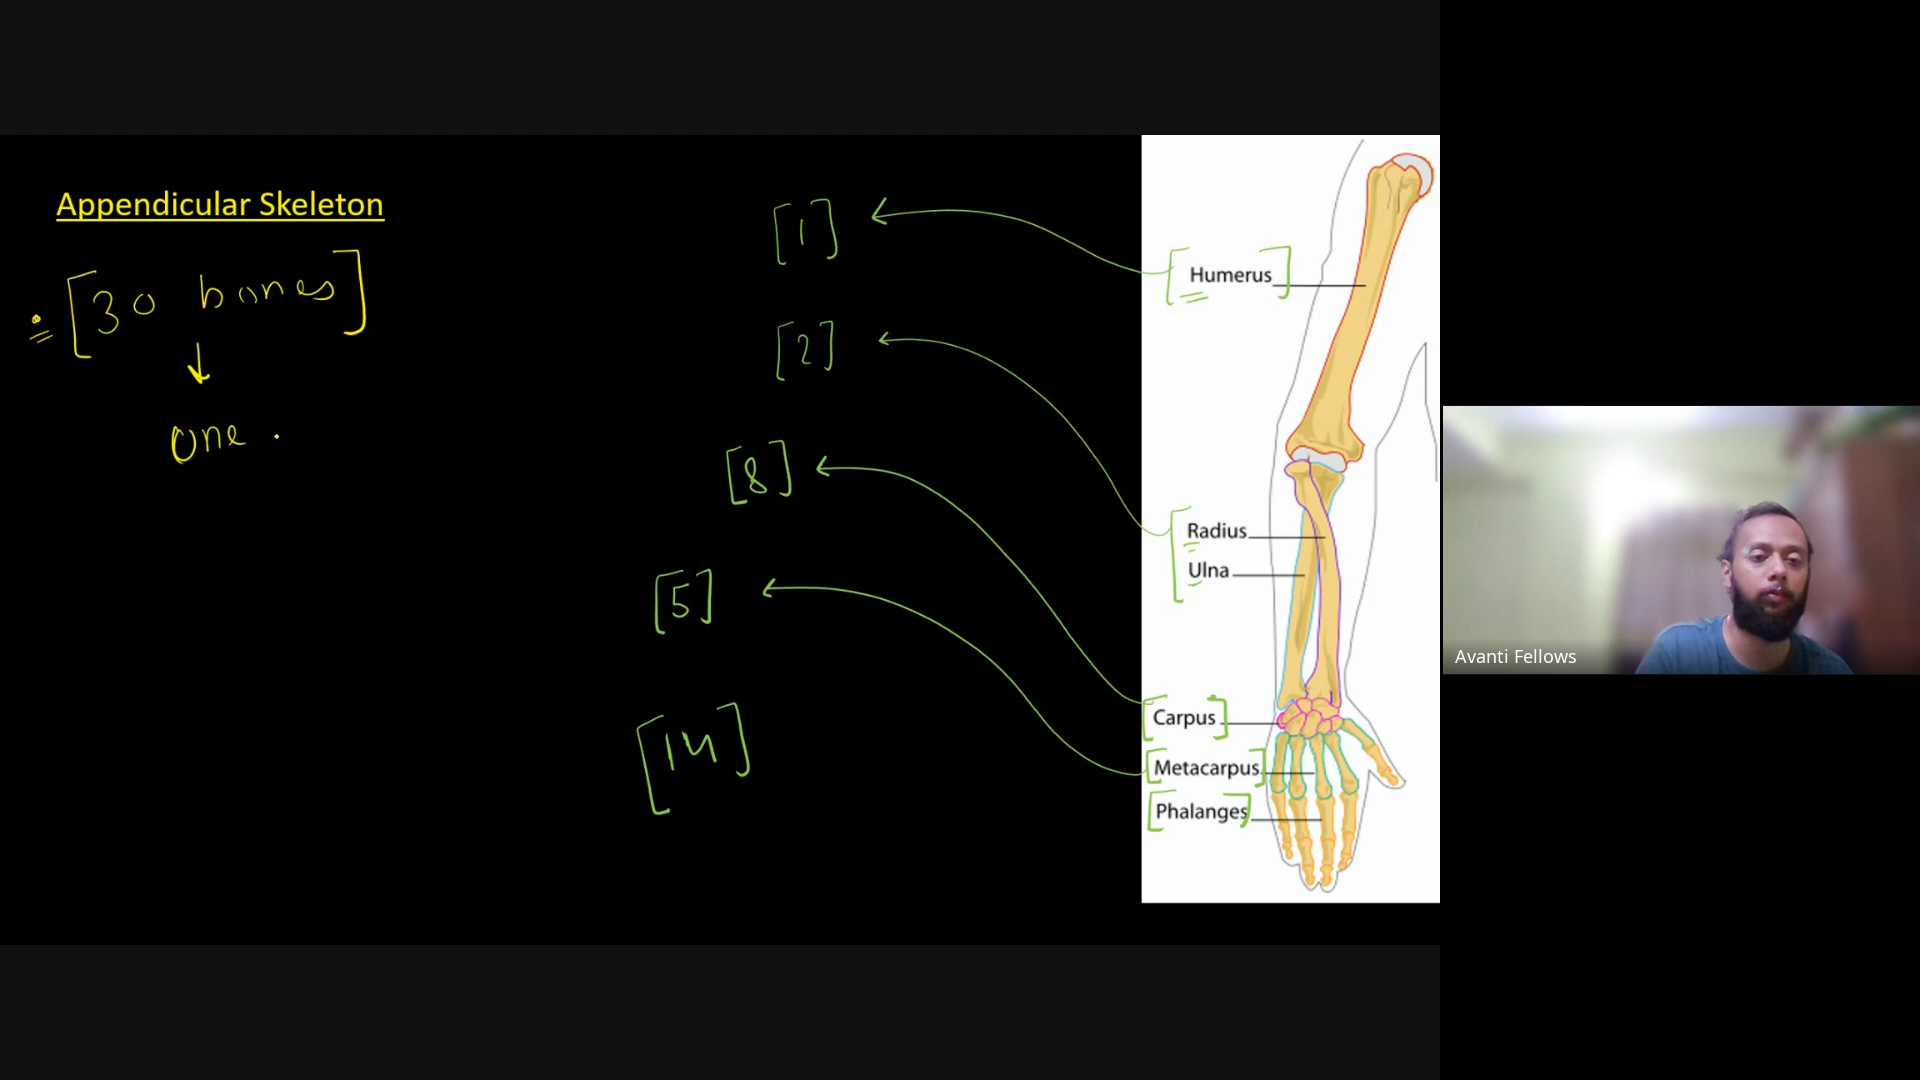 Appendicular Skeleton
[30 bones]
one .
[1]
[2]
[8]
[5]
[14]
[Humerus]
[Radius
Ulna
[Carpus]
[Metacarpus]
[Phalanges]
Avanti Fellows